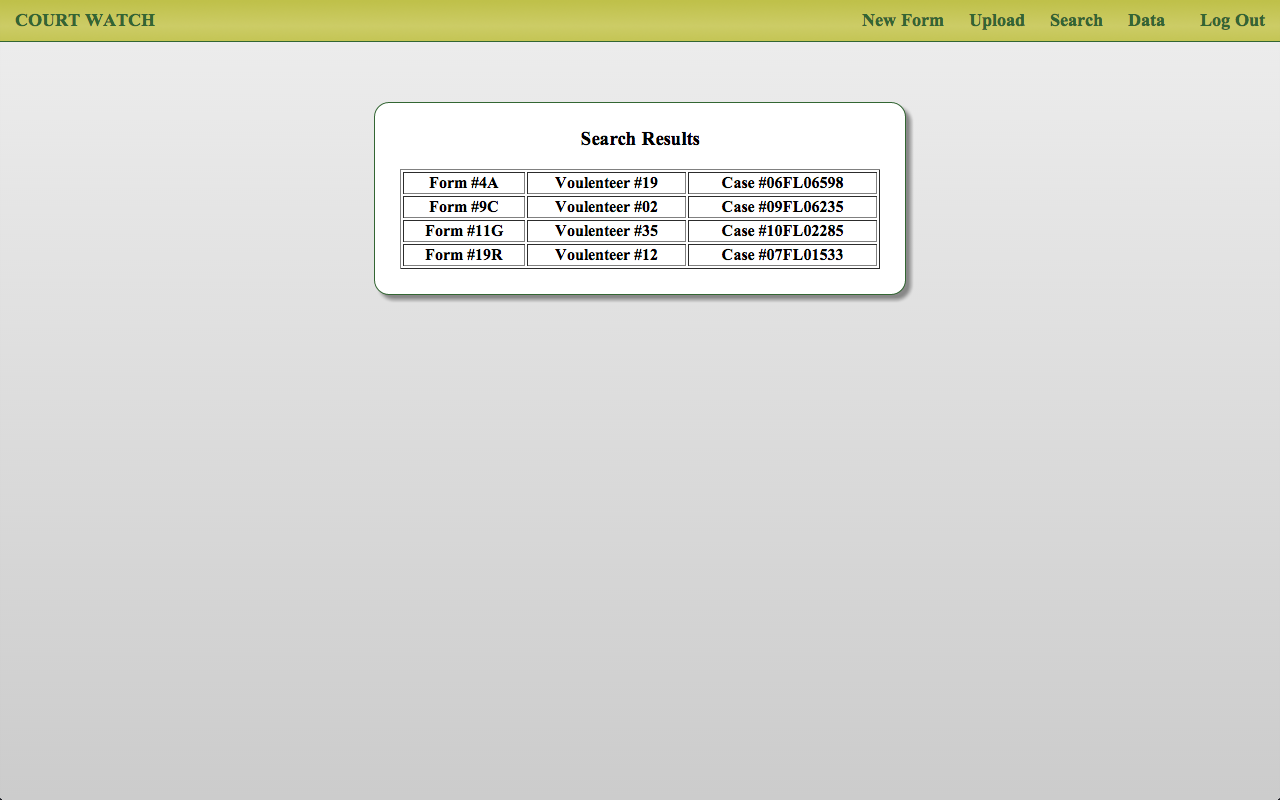 COURT WATCH New Form Upload Search Data Log Out
Search Results
Form #4A Voulenteer #19 Case #06FL06598
Form #9C Voulenteer #02 Case #09FL06235
Form #11G Voulenteer #35 Case #10FL02285
Form #19R Voulenteer #12 Case #07FL01533